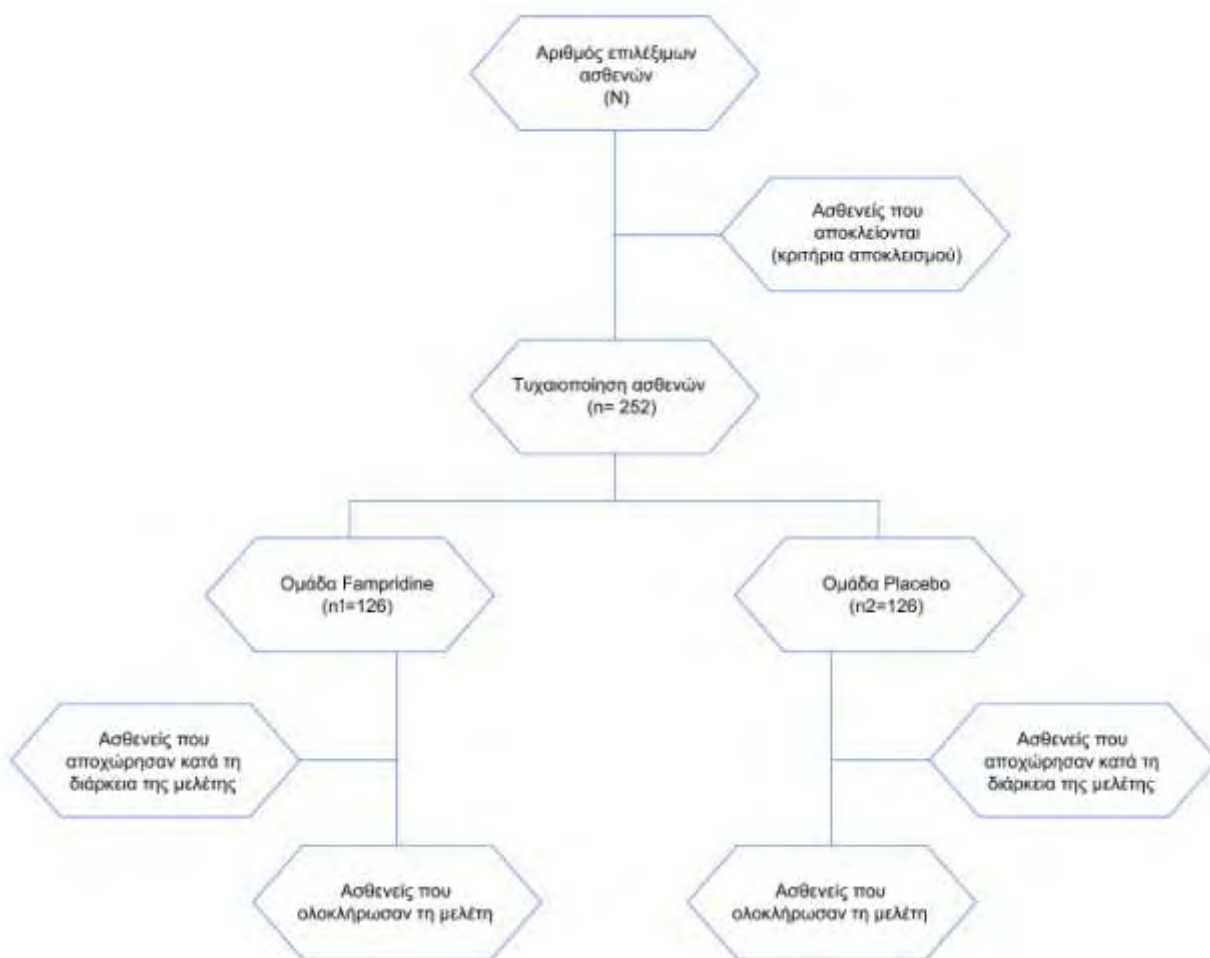 Αριθμός επιλέξιμων
ασθενών
(N)
Ασθενείς που
αποκλείονται
(κριτήρια αποκλεισμού)
Τυχαιοποίηση ασθενών
(n= 252)
Ομάδα Fampridine
(n1=126)
Ομάδα Placebo
(n2=126)
Ασθενείς που
αποχώρησαν κατά τη
διάρκεια της μελέτης
Ασθενείς που
αποχώρησαν κατά τη
διάρκεια της μελέτης
Ασθενείς που
ολοκλήρωσαν τη μελέτη
Ασθενείς που
ολοκλήρωσαν τη μελέτη